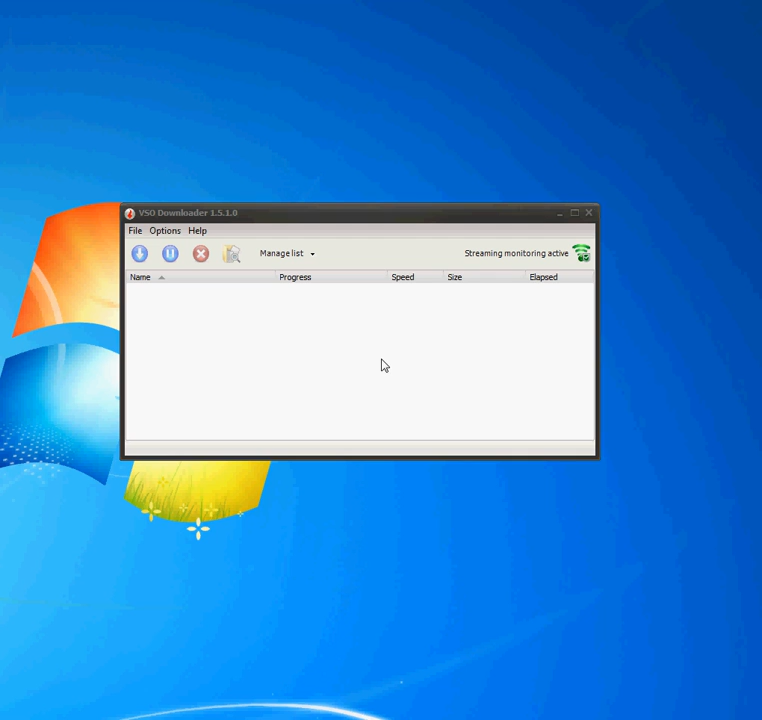 VSO Downloader 1.5.1.0
File Options Help
Manage list Streaming monitoring active
Name Progress Speed Size Elapsed